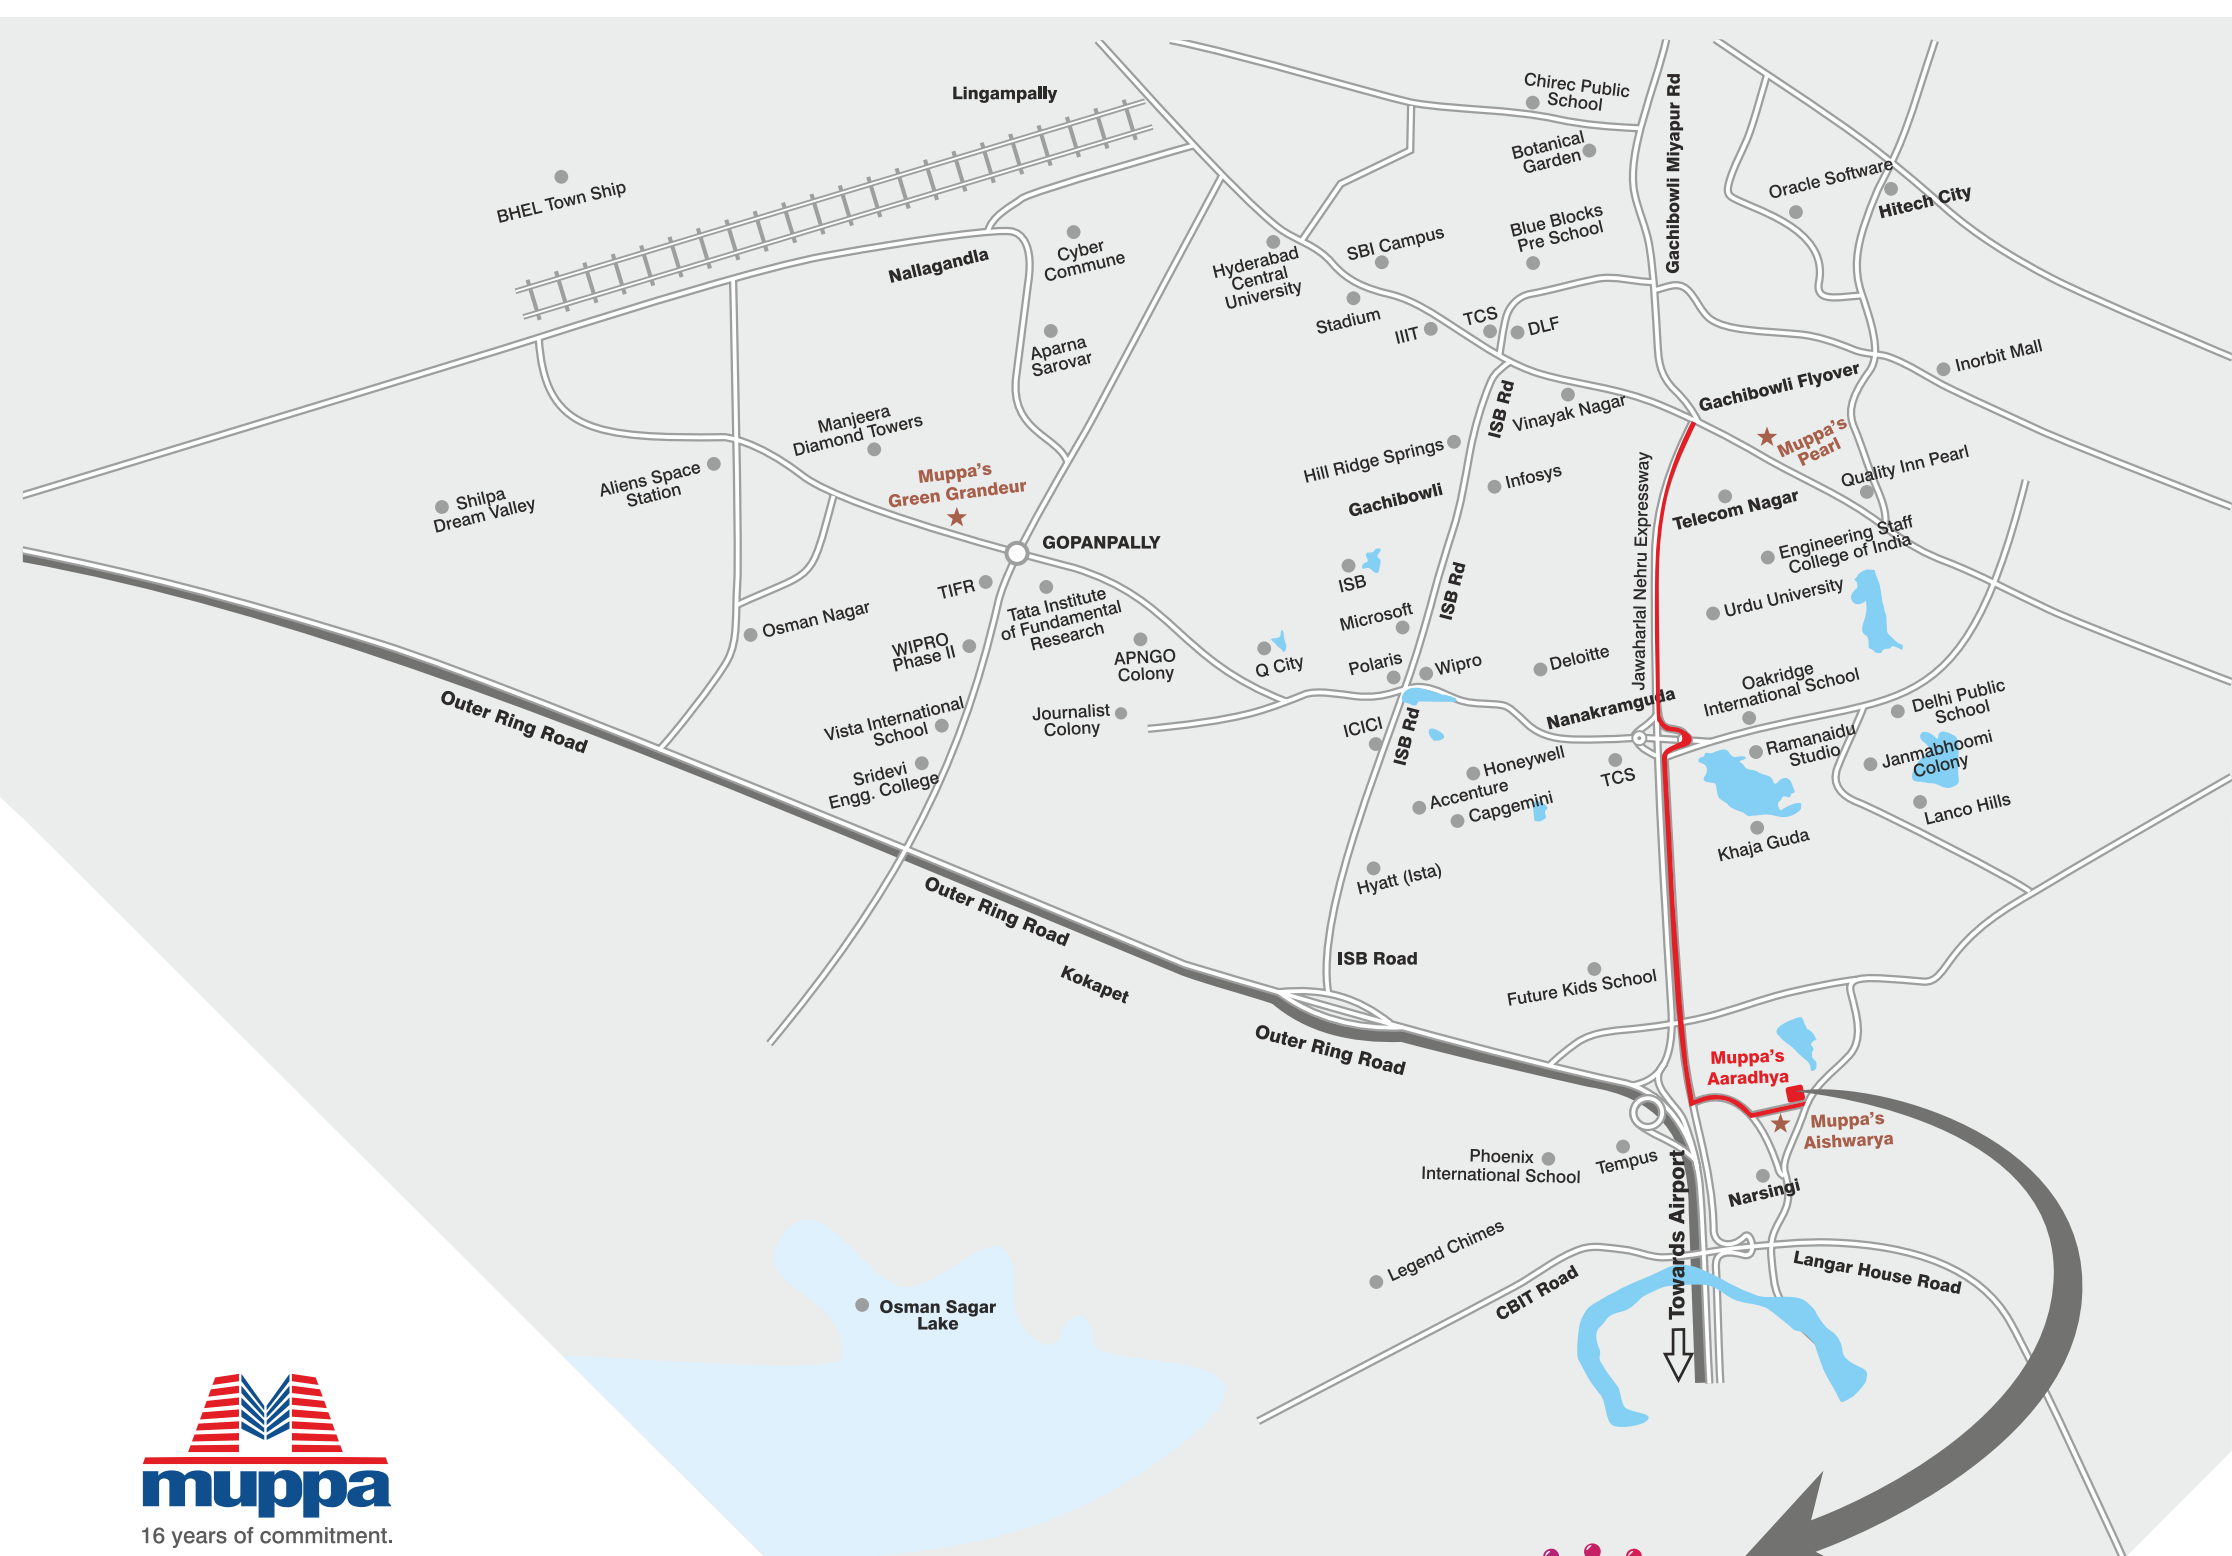 Lingampally
BHEL Town Ship
Nallagandla
Cyber
Commune
Aparna
Sarovar
Manjeera
Diamond Towers
Muppa's
Green Grandeur
Aliens Space
Station
Shilpa
Dream Valley
GOPANPALLY
TIFR
Tata Institute
of Fundamental
Research
Osman Nagar
WIPRO
Phase II
APNGO
Colony
Vista International
School
Journalist
Colony
Sridevi
Engg. College
Outer Ring Road
Outer Ring Road
Kokapet
Outer Ring Road
Chirec Public
School
Botanical
Garden
Gachibowli Miyapur Rd
Oracle Software
Hitech City
Blue Blocks
Pre School
SBI Campus
Hyderabad
Central
University
Stadium
IIIT
TCS
DLF
Inorbit Mall
Gachibowli Flyover
ISB Rd
Vinayak Nagar
Muppa's
Pearl
Hill Ridge Springs
Infosys
Gachibowli
Quality Inn Pearl
Telecom Nagar
Jawaharlal Nehru Expressway
Engineering Staff
College of India
ISB
ISB Rd
Urdu University
Microsoft
Q City
Polaris
Wipro
Deloitte
Oakridge
International School
Delhi Public
School
Nanakramguda
ICICI
ISB Rd
Ramanaidu
Studio
Janmabhoomi
Colony
Honeywell
TCS
Accenture
Capgemini
Lanco Hills
Khaja Guda
Hyatt (Ista)
ISB Road
Future Kids School
Muppa's
Aaradhya
Muppa's
Aishwarya
Phoenix
International School
Tempus
Towards Airport
Narsingi
Legend Chimes
CBIT Road
Langar House Road
Osman Sagar
Lake
muppa
16 years of commitment.